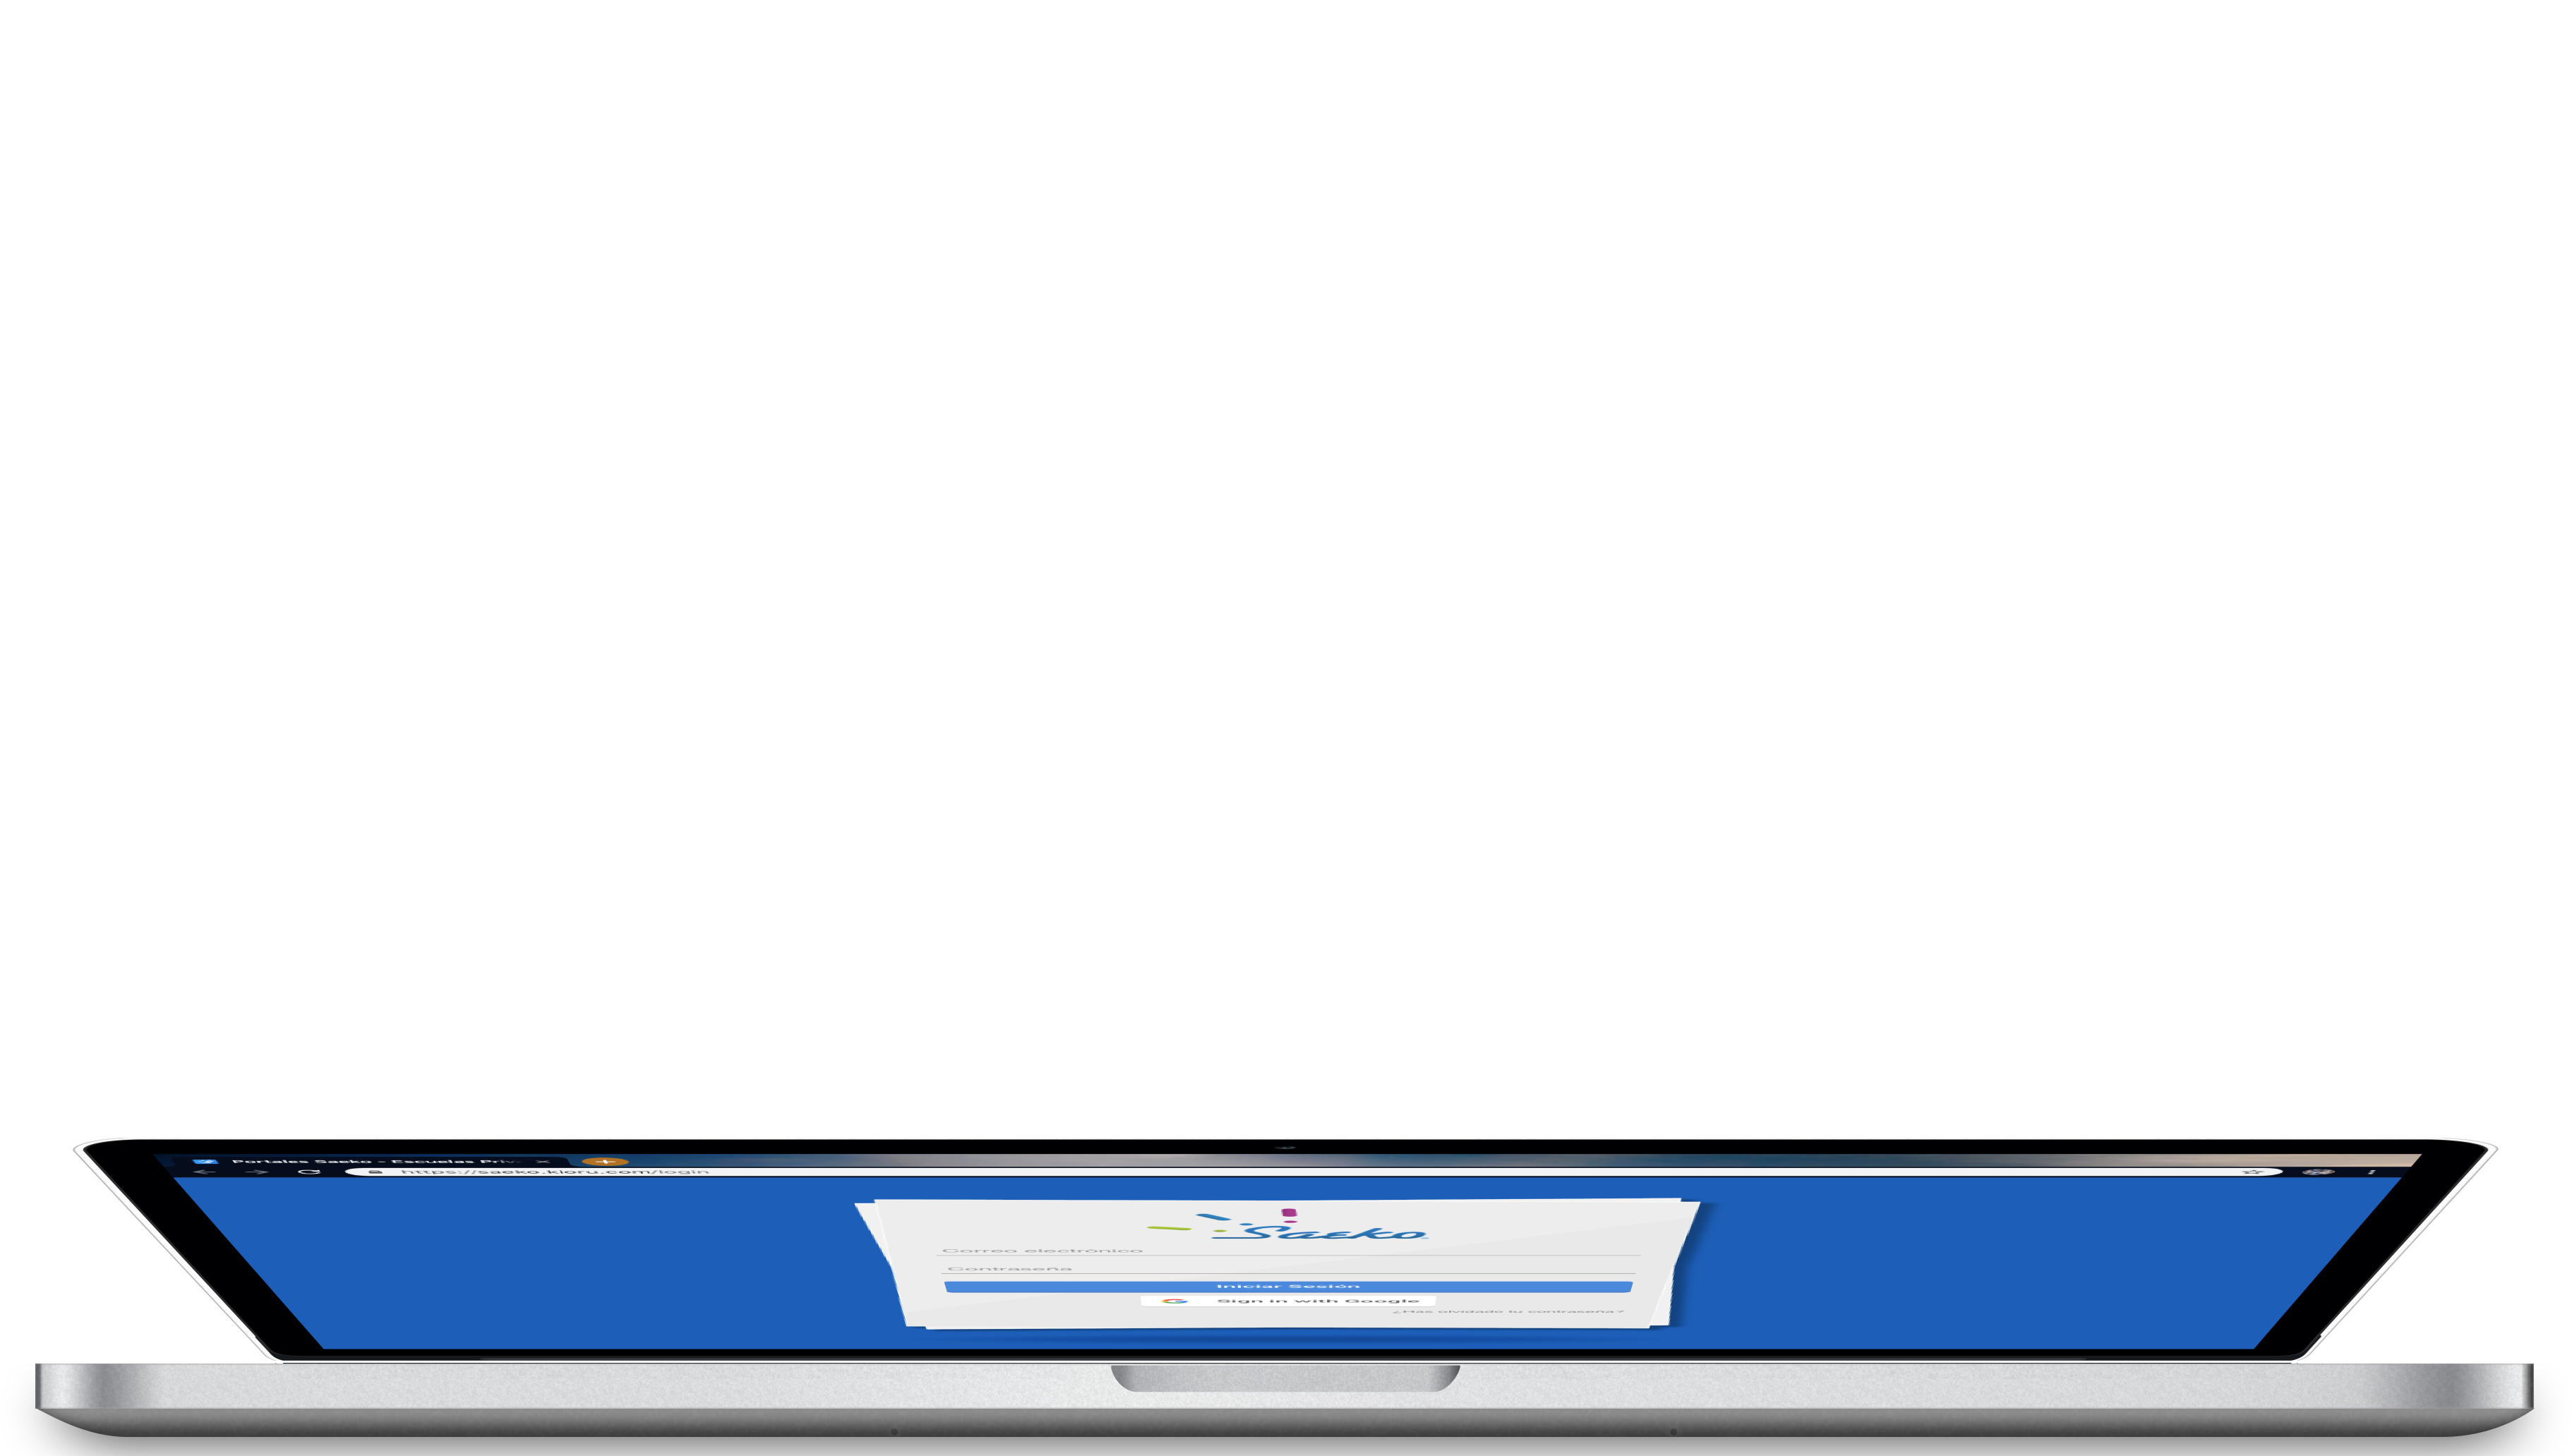 Portales Saeko - Escuelas Priv
https://saeko.kioru.com/login
Saeko
Correo electrónico
Contraseña
Iniciar Sesión
Sign in with Google
¿Has olvidado tu contraseña?